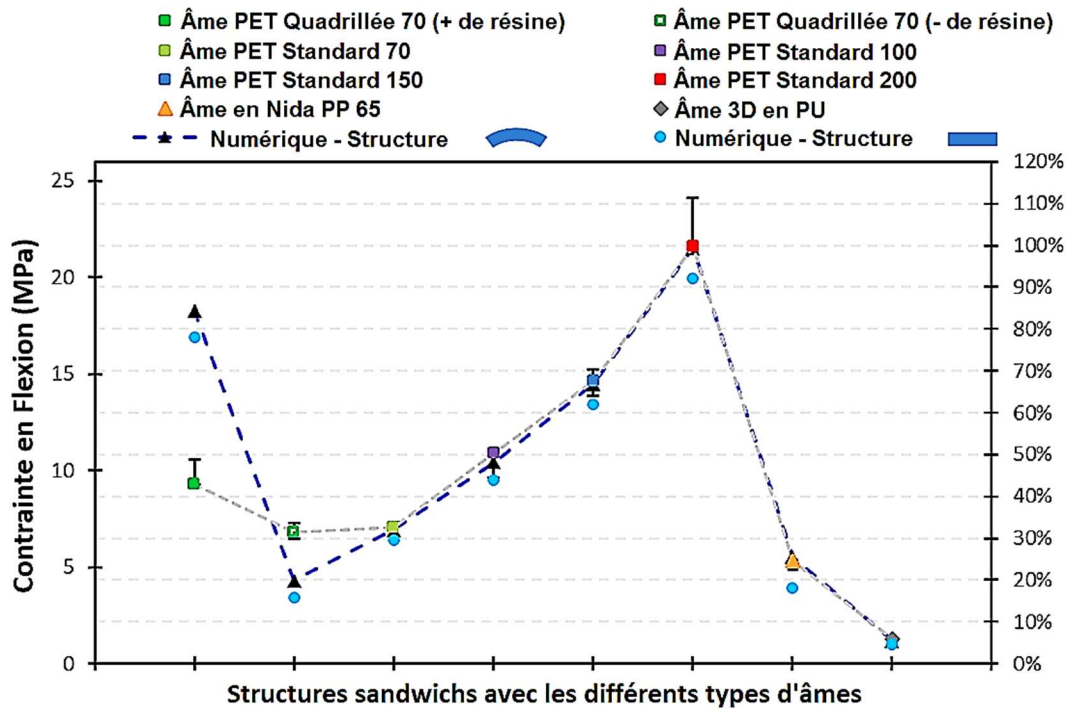 Âme PET Quadrillée 70 (+ de résine)
Âme PET Quadrillée 70 (- de résine)
Âme PET Standard 70
Âme PET Standard 100
Âme PET Standard 150
Âme PET Standard 200
Âme en Nida PP 65
Âme 3D en PU
Numérique - Structure
Numérique - Structure
Contrainte en Flexion (MPa)
25
20
15
10
5
0
120%
110%
100%
90%
80%
70%
60%
50%
40%
30%
20%
10%
0%
Structures sandwichs avec les différents types d'âmes